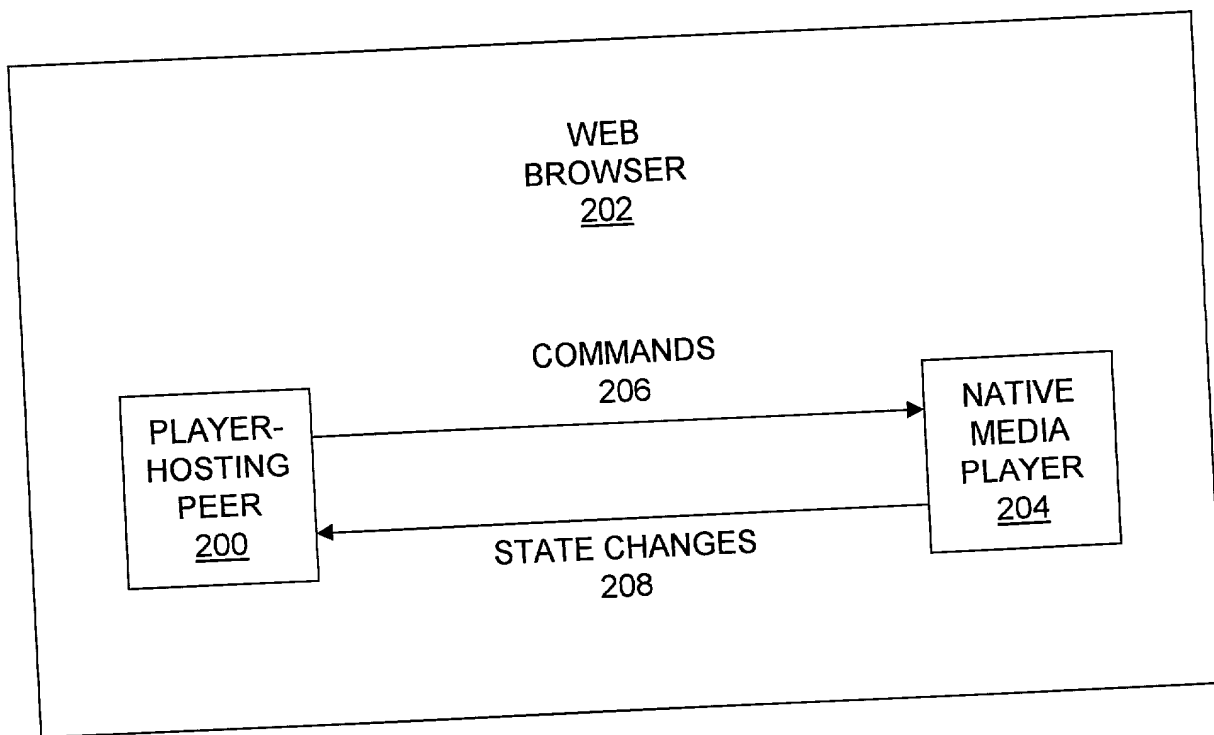 WEB
BROWSER
202
COMMANDS
206
PLAYER-
HOSTING
PEER
200
NATIVE
MEDIA
PLAYER
204
STATE CHANGES
208